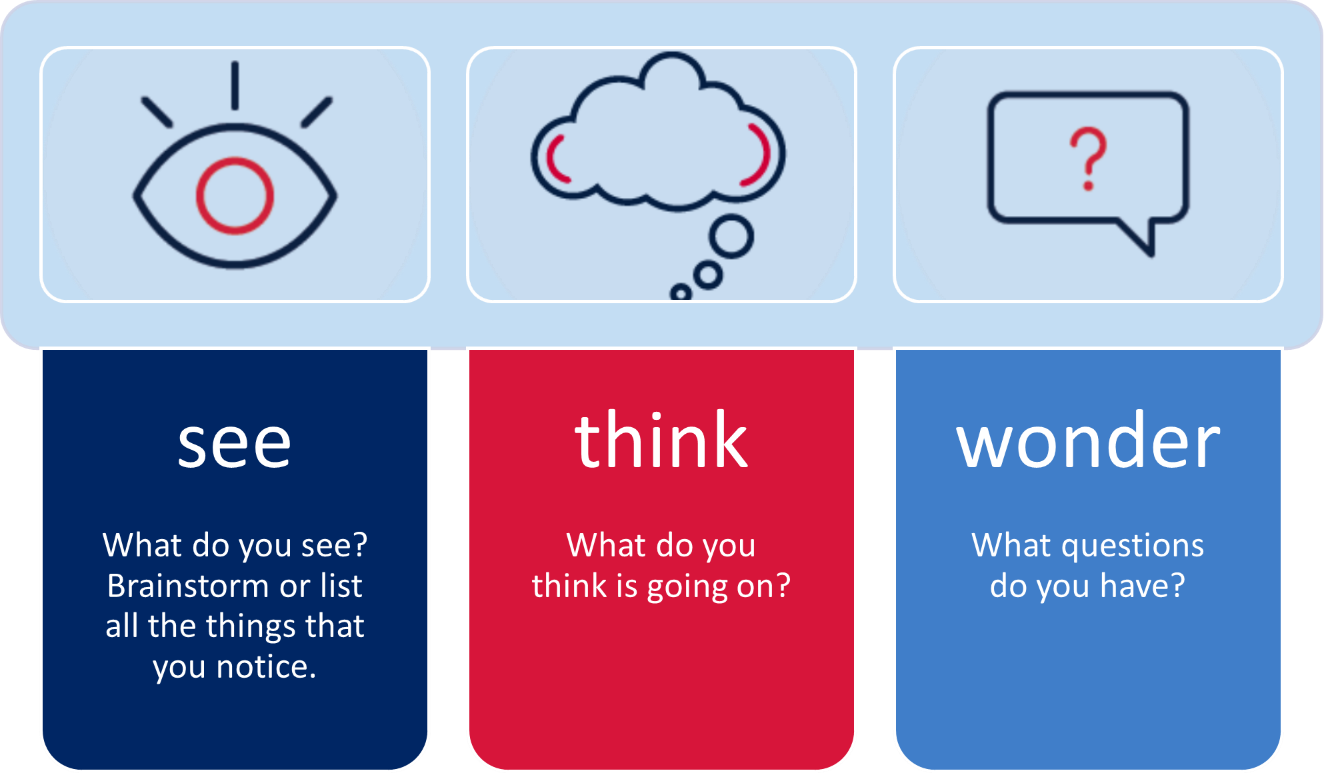 see
What do you see?
Brainstorm or list
all the things that
you notice.
think
What do you
think is going on?
wonder
What questions
do you have?
?